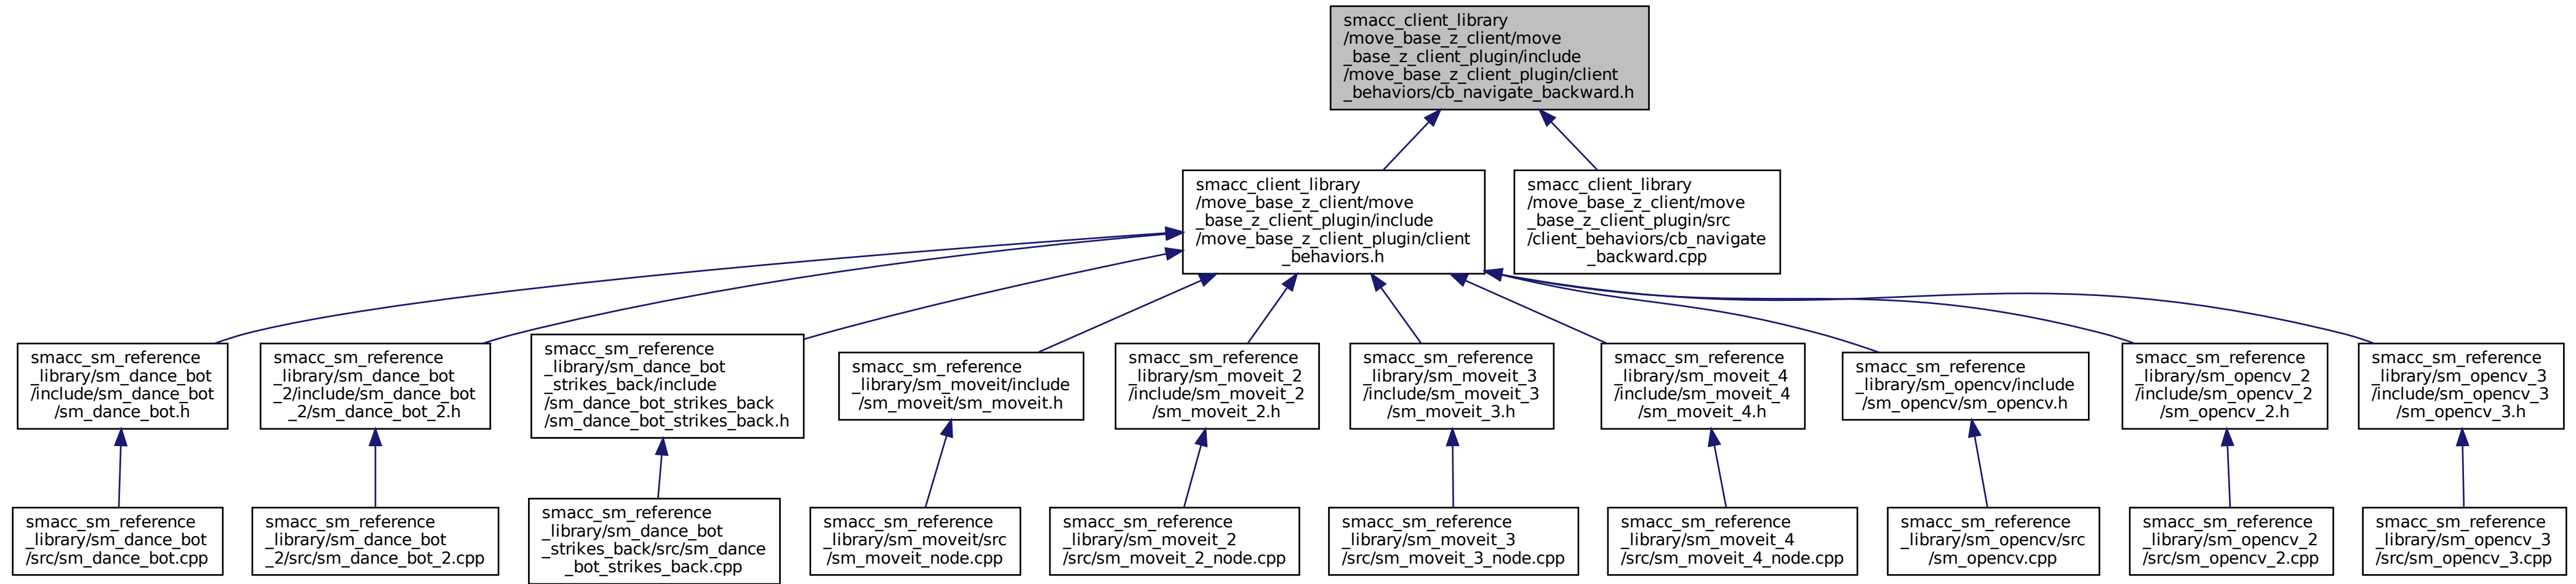 smacc_client_library
/move_base_z_client/move
_base_z_client_plugin/include
/move_base_z_client_plugin/client
_behaviors/cb_navigate_backward.h
smacc_client_library
/move_base_z_client/move
_base_z_client_plugin/include
/move_base_z_client_plugin/client
_behaviors.h
smacc_client_library
/move_base_z_client/move
_base_z_client_plugin/src
/client_behaviors/cb_navigate
_backward.cpp
smacc_sm_reference
_library/sm_dance_bot
/include/sm_dance_bot
/sm_dance_bot.h
smacc_sm_reference
_library/sm_dance_bot
_2/include/sm_dance_bot
_2/sm_dance_bot_2.h
smacc_sm_reference
_library/sm_dance_bot
_strikes_back/include
/sm_dance_bot_strikes_back
/sm_dance_bot_strikes_back.h
smacc_sm_reference
_library/sm_moveit/include
/sm_moveit/sm_moveit.h
smacc_sm_reference
_library/sm_moveit_2
/include/sm_moveit_2
/sm_moveit_2.h
smacc_sm_reference
_library/sm_moveit_3
/include/sm_moveit_3
/sm_moveit_3.h
smacc_sm_reference
_library/sm_moveit_4
/include/sm_moveit_4
/sm_moveit_4.h
smacc_sm_reference
_library/sm_opencv/include
/sm_opencv/sm_opencv.h
smacc_sm_reference
_library/sm_opencv_2
/include/sm_opencv_2
/sm_opencv_2.h
smacc_sm_reference
_library/sm_opencv_3
/include/sm_opencv_3
/sm_opencv_3.h
smacc_sm_reference
_library/sm_dance_bot
/src/sm_dance_bot.cpp
smacc_sm_reference
_library/sm_dance_bot
_2/src/sm_dance_bot_2.cpp
smacc_sm_reference
_library/sm_dance_bot
_strikes_back/src/sm_dance
_bot_strikes_back.cpp
smacc_sm_reference
_library/sm_moveit/src
/sm_moveit_node.cpp
smacc_sm_reference
_library/sm_moveit_2
/src/sm_moveit_2_node.cpp
smacc_sm_reference
_library/sm_moveit_3
/src/sm_moveit_3_node.cpp
smacc_sm_reference
_library/sm_moveit_4
/src/sm_moveit_4_node.cpp
smacc_sm_reference
_library/sm_opencv/src
/sm_opencv.cpp
smacc_sm_reference
_library/sm_opencv_2
/src/sm_opencv_2.cpp
smacc_sm_reference
_library/sm_opencv_3
/src/sm_opencv_3.cpp